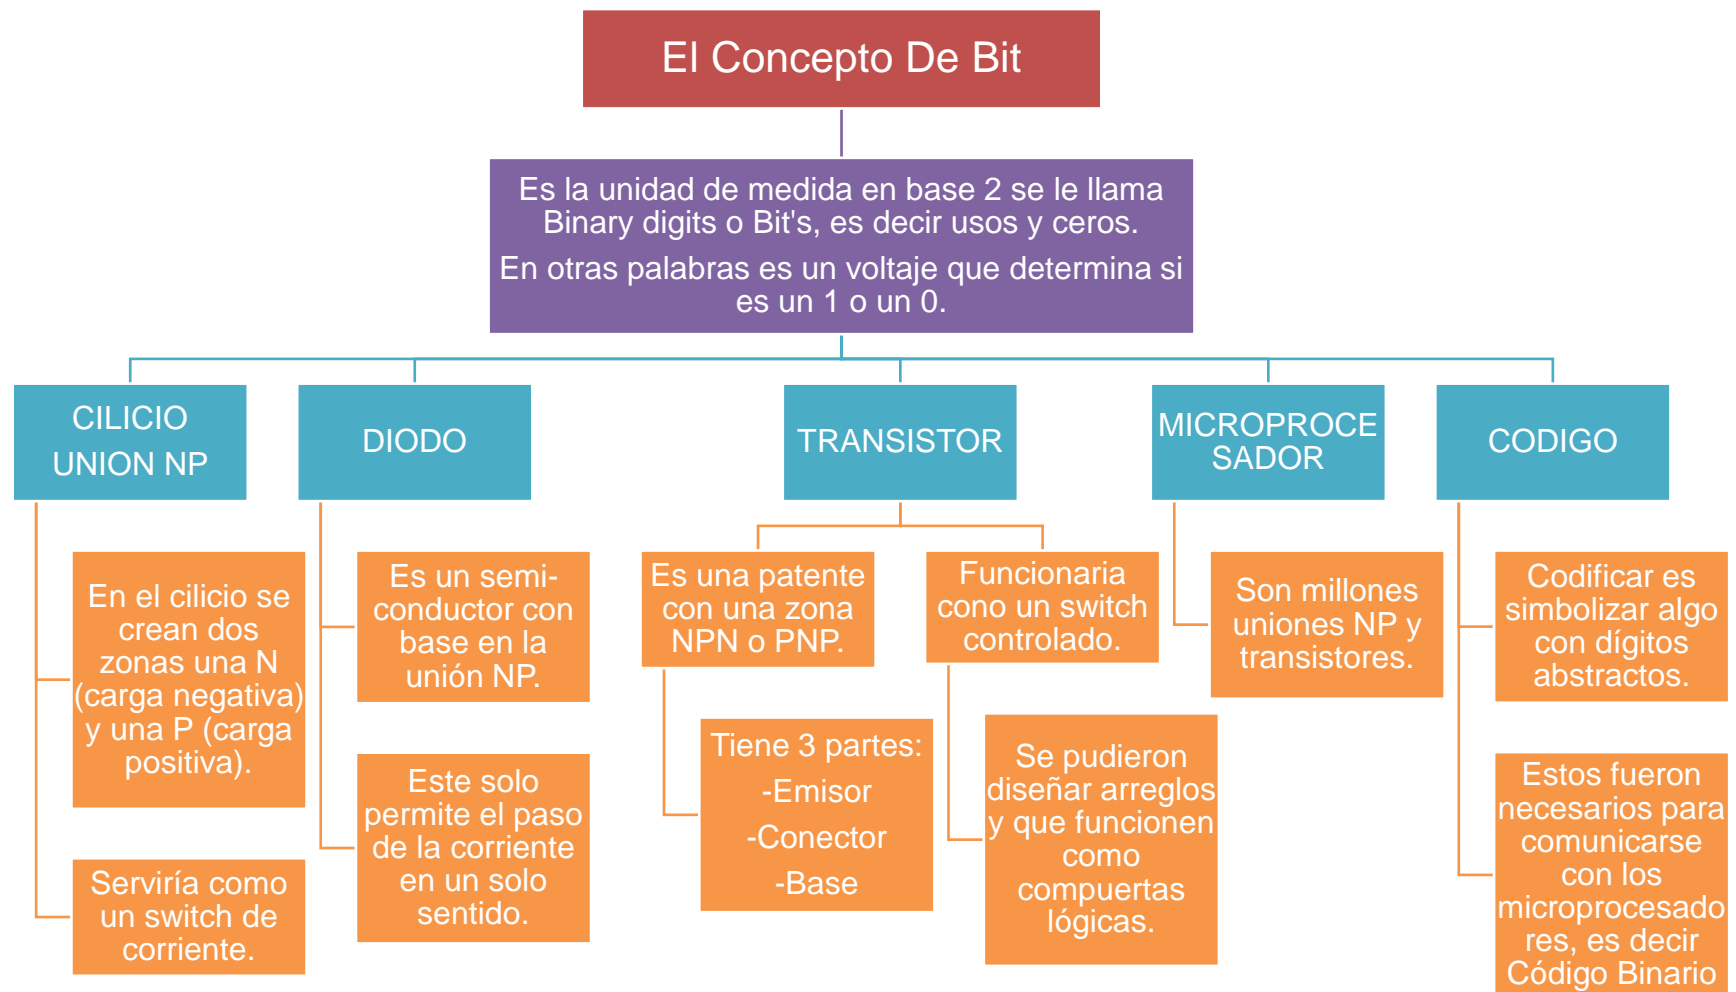 El Concepto De Bit
Es la unidad de medida en base 2 se le llama
Binary digits o Bit's, es decir usos y ceros.
En otras palabras es un voltaje que determina si
es un 1 o un 0.
CILICIO
UNION NP
En el cilicio se
crean dos
zonas una N
(carga negativa)
y una P (carga
positiva).
Serviría como
un switch de
corriente.
DIODO
Es un semi-
conductor con
base en la
unión NP.
Este solo
permite el paso
de la corriente
en un solo
sentido.
TRANSISTOR
Es una patente
con una zona
NPN o PNP.
Tiene 3 partes:
-Emisor
-Conector
-Base
Funcionaria
cono un switch
controlado.
Se pudieron
diseñar arreglos
y que funcionen
como
compuertas
lógicas.
MICROPROCE
SADOR
Son millones
uniones NP y
transistores.
CODIGO
Codificar es
simbolizar algo
con dígitos
abstractos.
Estos fueron
necesarios para
comunicarse
con los
microprocesado
res, es decir
Código Binario